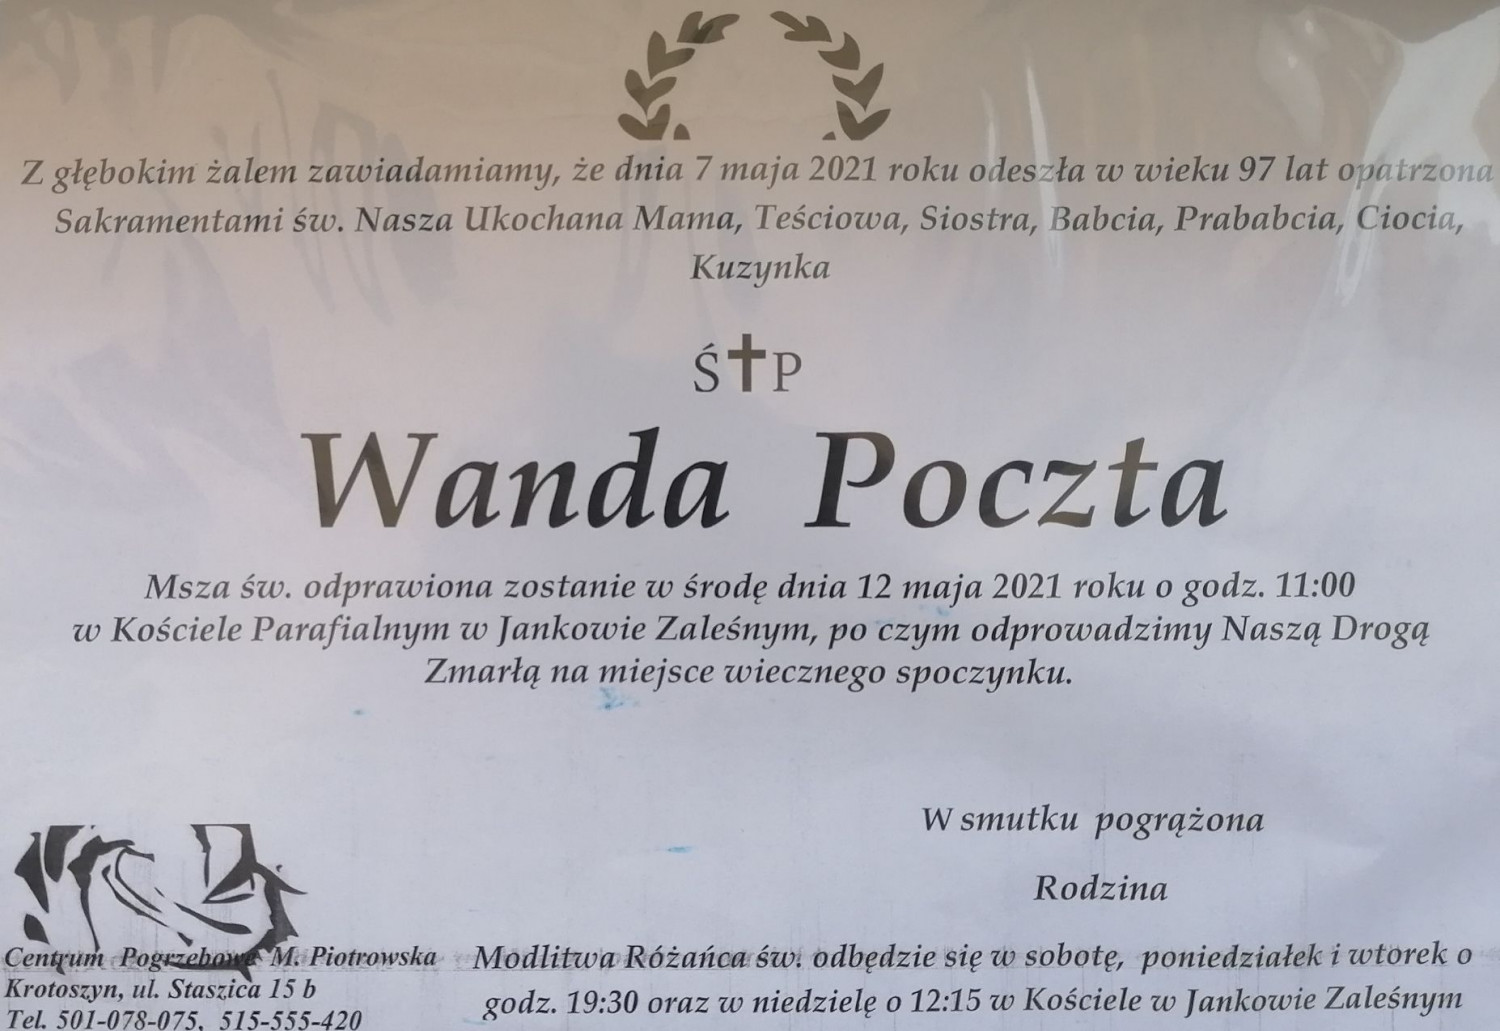 Z głębokim żalem zawiadamiamy, że dnia 7 maja 2021 roku odeszła w wieku 97 lat opatrzona
Sakramentami św. Nasza Ukochana Mama, Teściowa, Siostra, Babcia, Prababcia, Ciocia,
Kuzynka
Ś✝P
Wanda Poczta
Msza św. odprawiona zostanie w środę dnia 12 maja 2021 roku o godz. 11:00
w Kościele Parafialnym w Jankowie Zaleśnym, po czym odprowadzimy Naszą Drogą
Zmarłą na miejsce wiecznego spoczynku.
W smutku pogrążona
Rodzina
Centrum Pogrzebowe M. Piotrowska
Krotoszyn, ul. Staszica 15 b
Tel. 501-078-075, 515-555-420
Modlitwa Różańca św. odbędzie się w sobotę, poniedziałek i wtorek o
godz. 19:30 oraz w niedzielę o 12:15 w Kościele w Jankowie Zaleśnym